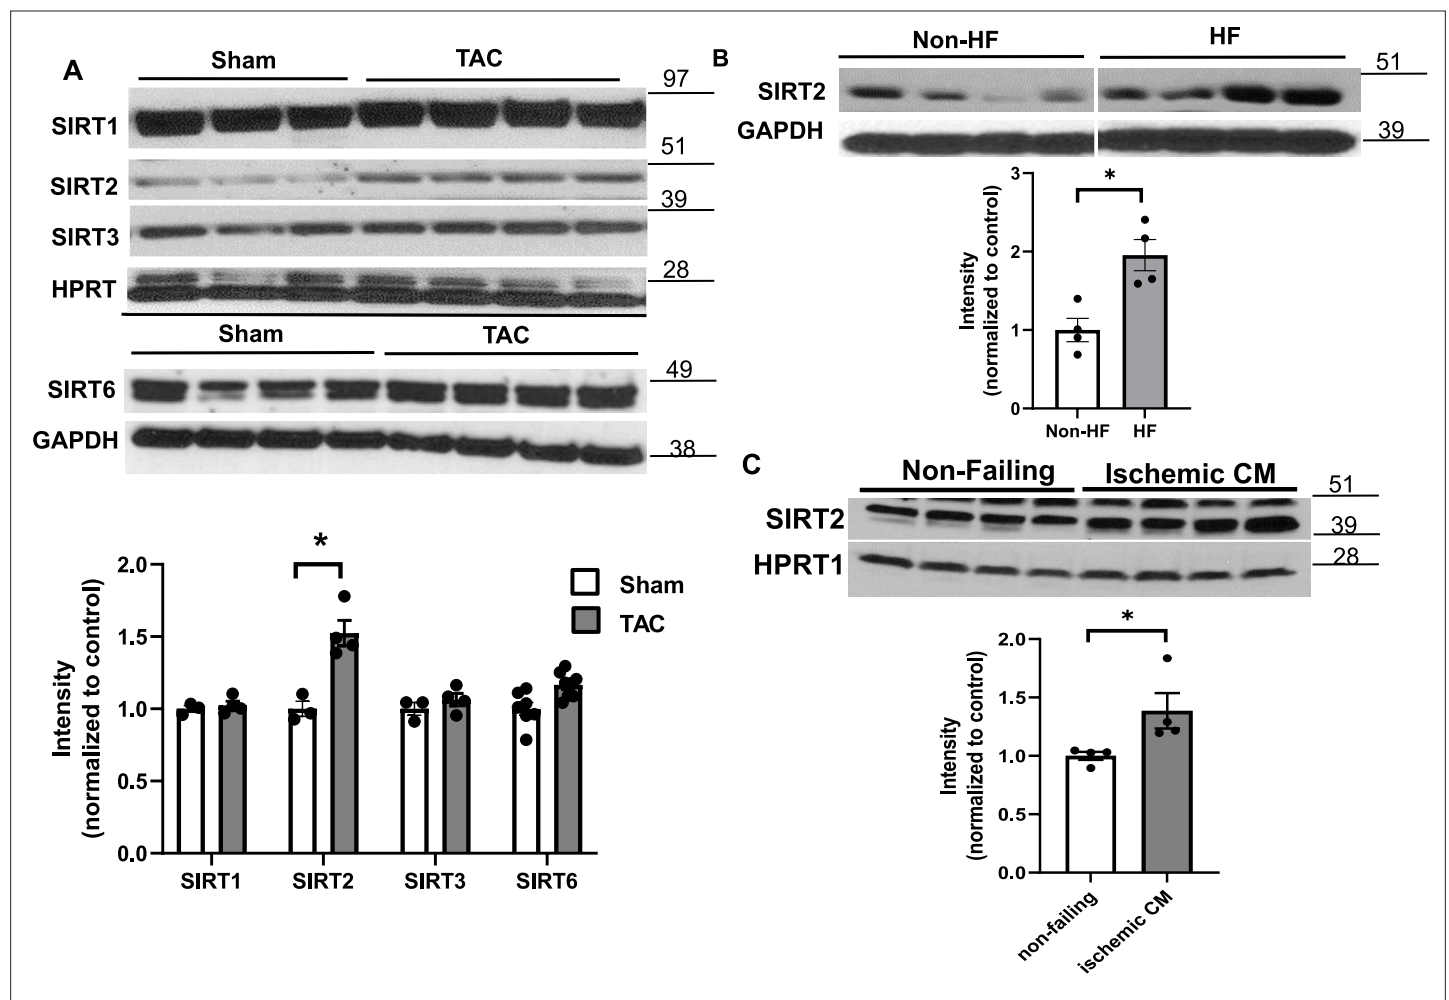 A
Sham
TAC
97
SIRT1
51
SIRT2
39
SIRT3
28
HPRT
Sham
TAC
49
SIRT6
GAPDH
38
*
2.0
1.5
1.0
0.5
0.0
Intensity
(normalized to control)
Sham
TAC
SIRT1
SIRT2
SIRT3
SIRT6
B
Non-HF
HF
51
SIRT2
GAPDH
39
*
3
2
1
0
Intensity
(normalized to control)
Non-HF
HF
C
Non-Failing
Ischemic CM
51
SIRT2
39
HPRT1
28
*
2.0
1.5
1.0
0.5
0.0
Intensity
(normalized to control)
non-failing
ischemic CM